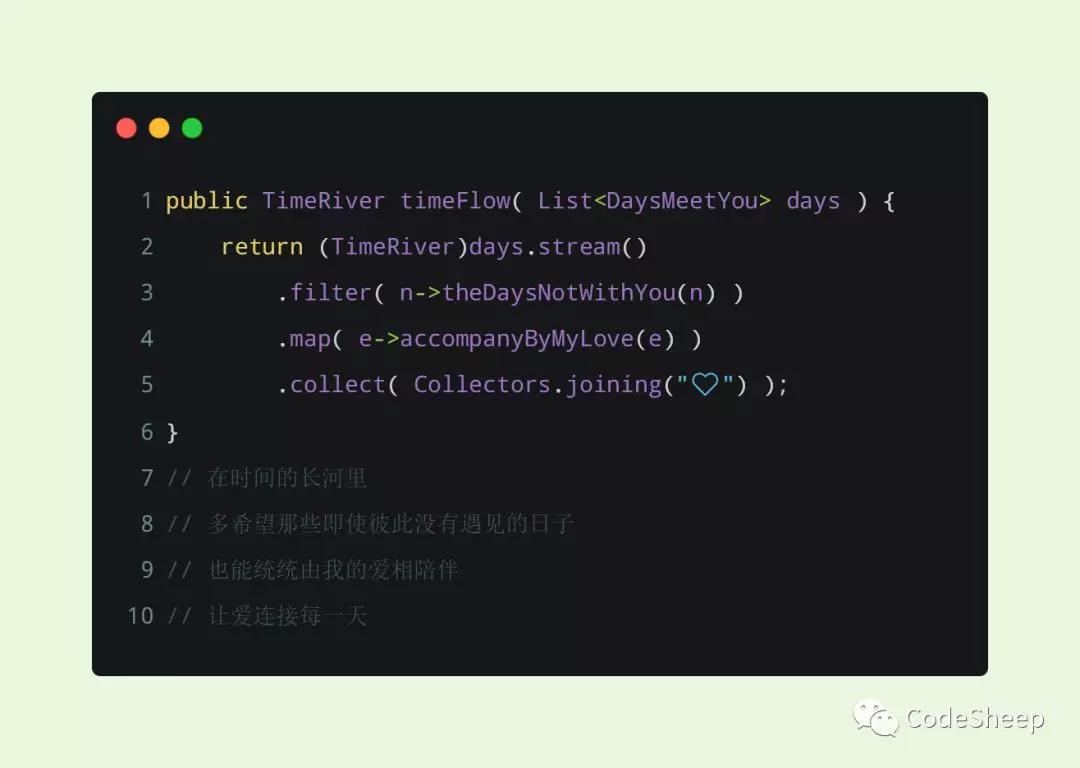 1 public TimeRiver timeFlow( List<DaysMeetYou> days ) {
2     return (TimeRiver)days.stream()
3         .filter( n->theDaysNotWithYou(n) )
4         .map( e->accompanyByMyLove(e) )
5         .collect( Collectors.joining("♡") );
6 }
7 // 在时间的长河里
8 // 多希望那些即使彼此没有遇见的日子
9 // 也能统统由我的爱相陪伴
10 // 让爱连接每一天
CodeSheep